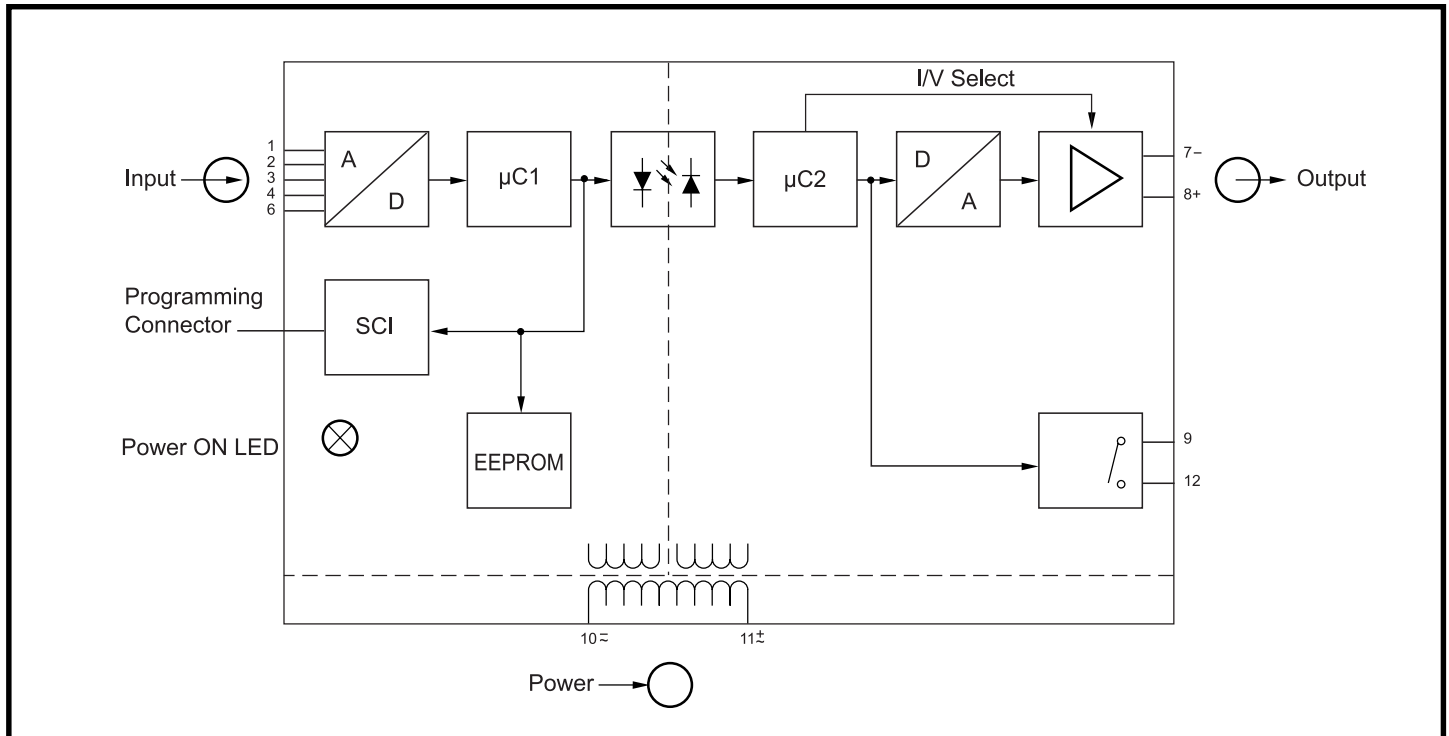 I/V Select
Input
1
2
3
4
6
A
D
µC1
µC2
D
A
7–
8+
Output
Programming
Connector
SCI
Power ON LED
EEPROM
9
12
10 ≂
11 ±~
Power